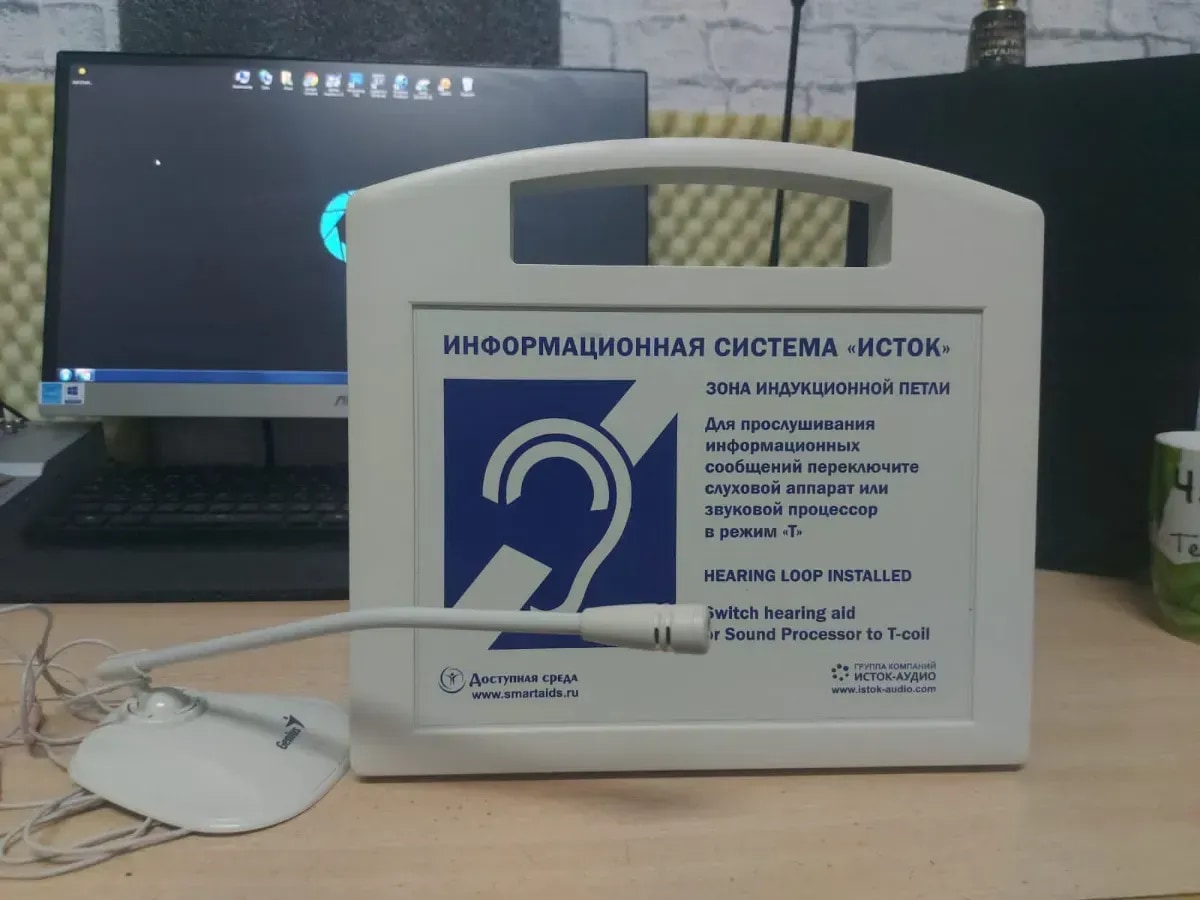 ИНФОРМАЦИОННАЯ СИСТЕМА «ИСТОК»
ЗОНА ИНДУКЦИОННОЙ ПЕТЛИ
Для прослушивания
информационных
сообщений переключите
слуховой аппарат или
звуковой процессор
в режим «Т»
HEARING LOOP INSTALLED
Switch hearing aid
or Sound Processor to T-coil
Доступная среда
www.smartaids.ru
ГРУППА КОМПАНИЙ
ИСТОК-АУДИО
www.istok-audio.com
Genius